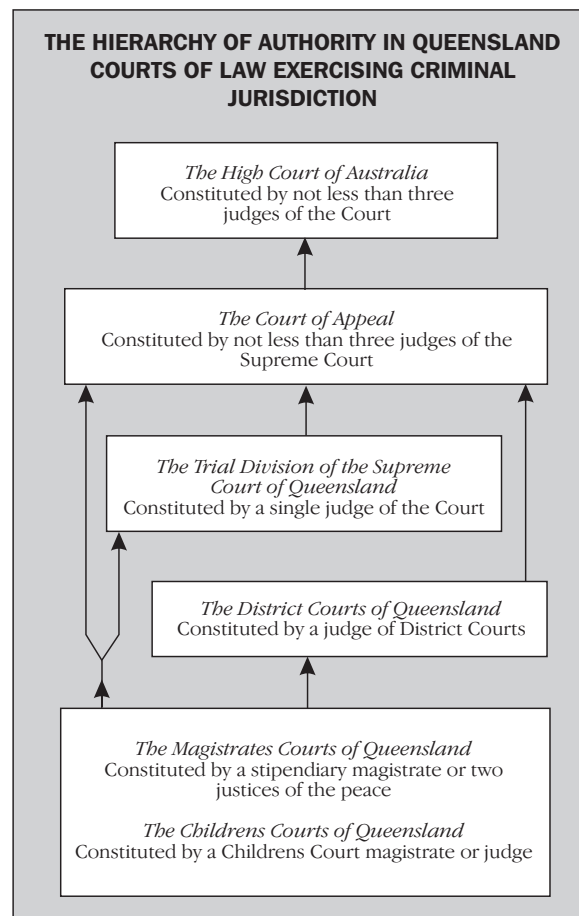 THE HIERARCHY OF AUTHORITY IN QUEENSLAND
COURTS OF LAW EXERCISING CRIMINAL
JURISDICTION
The High Court of Australia
Constituted by not less than three
judges of the Court
The Court of Appeal
Constituted by not less than three judges of the
Supreme Court
The Trial Division of the Supreme
Court of Queensland
Constituted by a single judge of the Court
The District Courts of Queensland
Constituted by a judge of District Courts
The Magistrates Courts of Queensland
Constituted by a stipendiary magistrate or two
justices of the peace
The Childrens Courts of Queensland
Constituted by a Childrens Court magistrate or judge